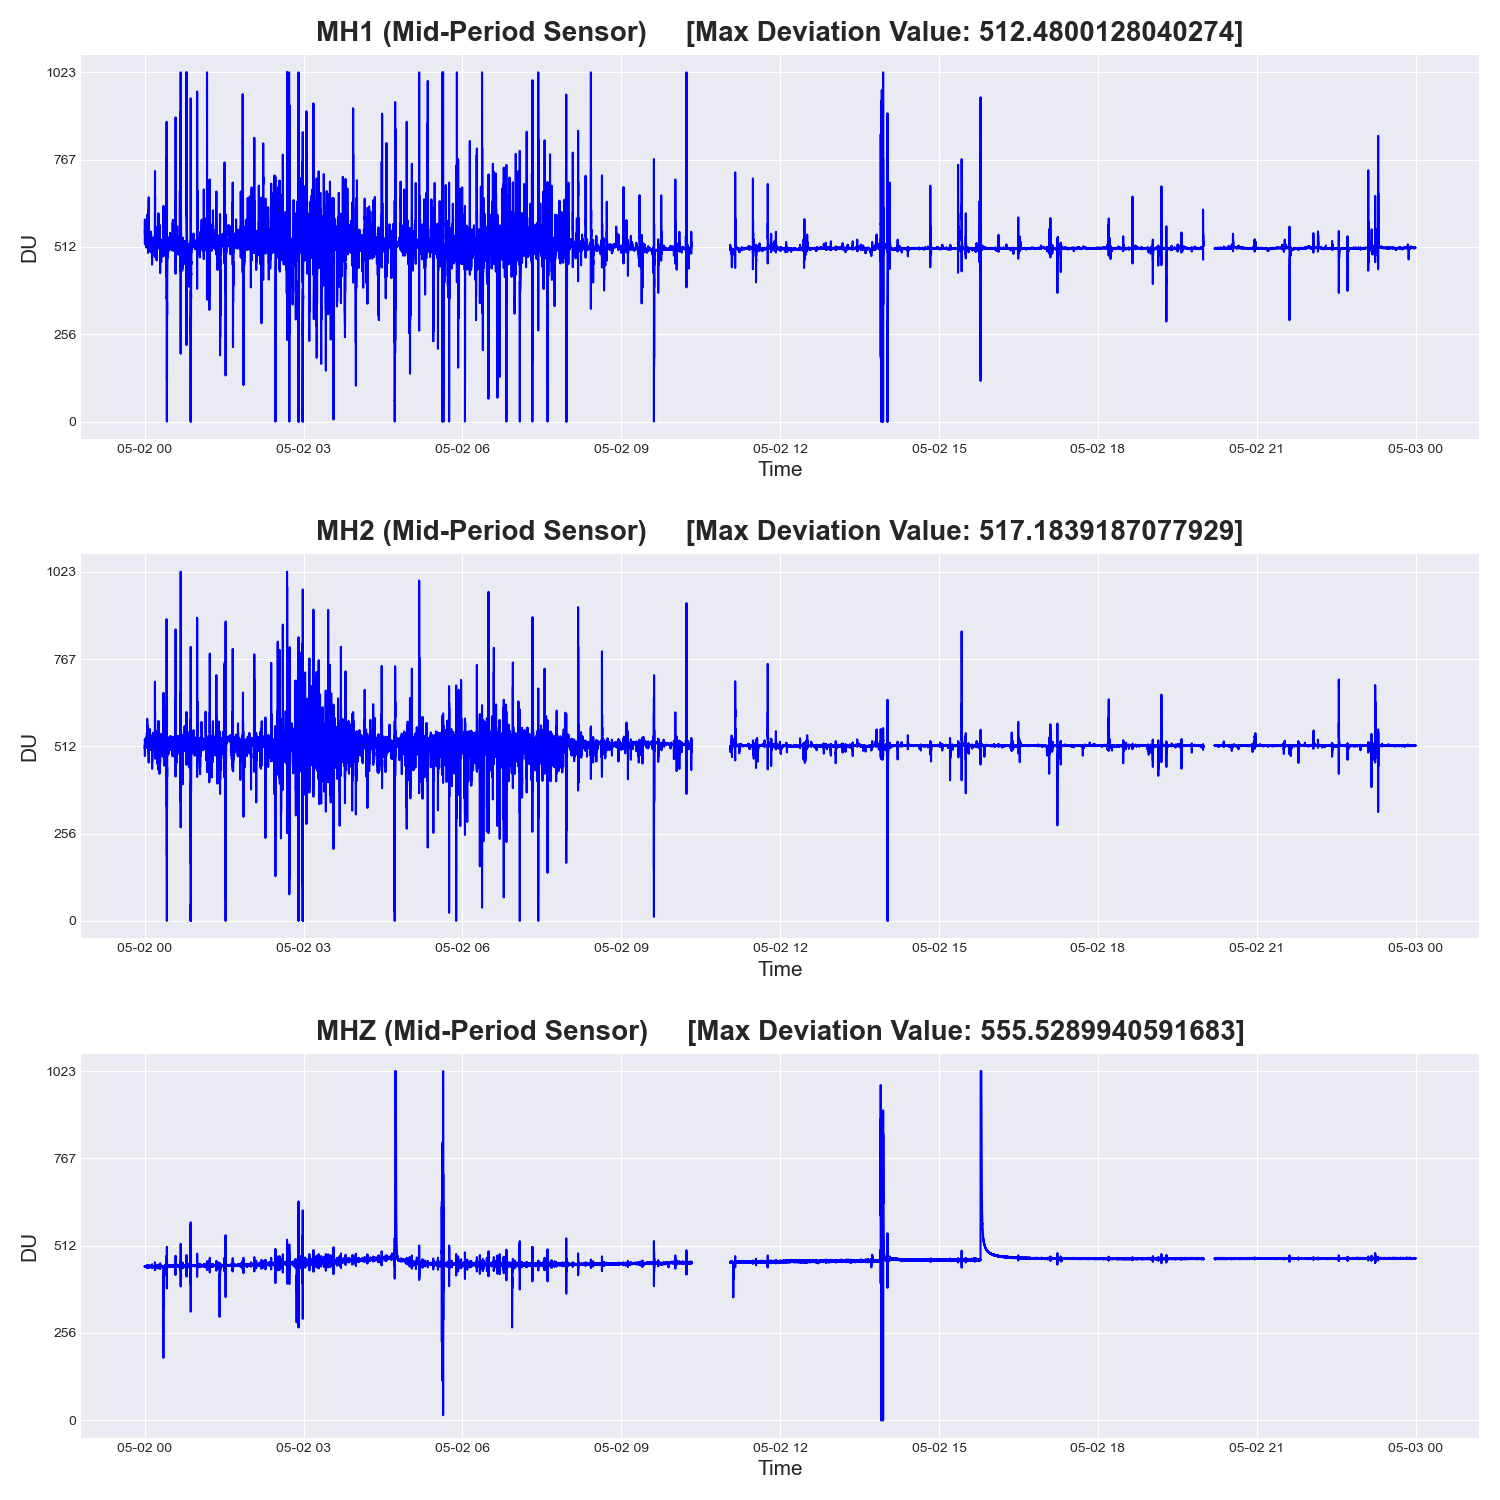 MH1 (Mid-Period Sensor) [Max Deviation Value: 512.4800128040274]
1023
767
512
256
0
DU
05-02 00 05-02 03 05-02 06 05-02 09 05-02 12 05-02 15 05-02 18 05-02 21 05-03 00
Time
MH2 (Mid-Period Sensor) [Max Deviation Value: 517.1839187077929]
1023
767
512
256
0
DU
05-02 00 05-02 03 05-02 06 05-02 09 05-02 12 05-02 15 05-02 18 05-02 21 05-03 00
Time
MHZ (Mid-Period Sensor) [Max Deviation Value: 555.5289940591683]
1023
767
512
256
0
DU
05-02 00 05-02 03 05-02 06 05-02 09 05-02 12 05-02 15 05-02 18 05-02 21 05-03 00
Time